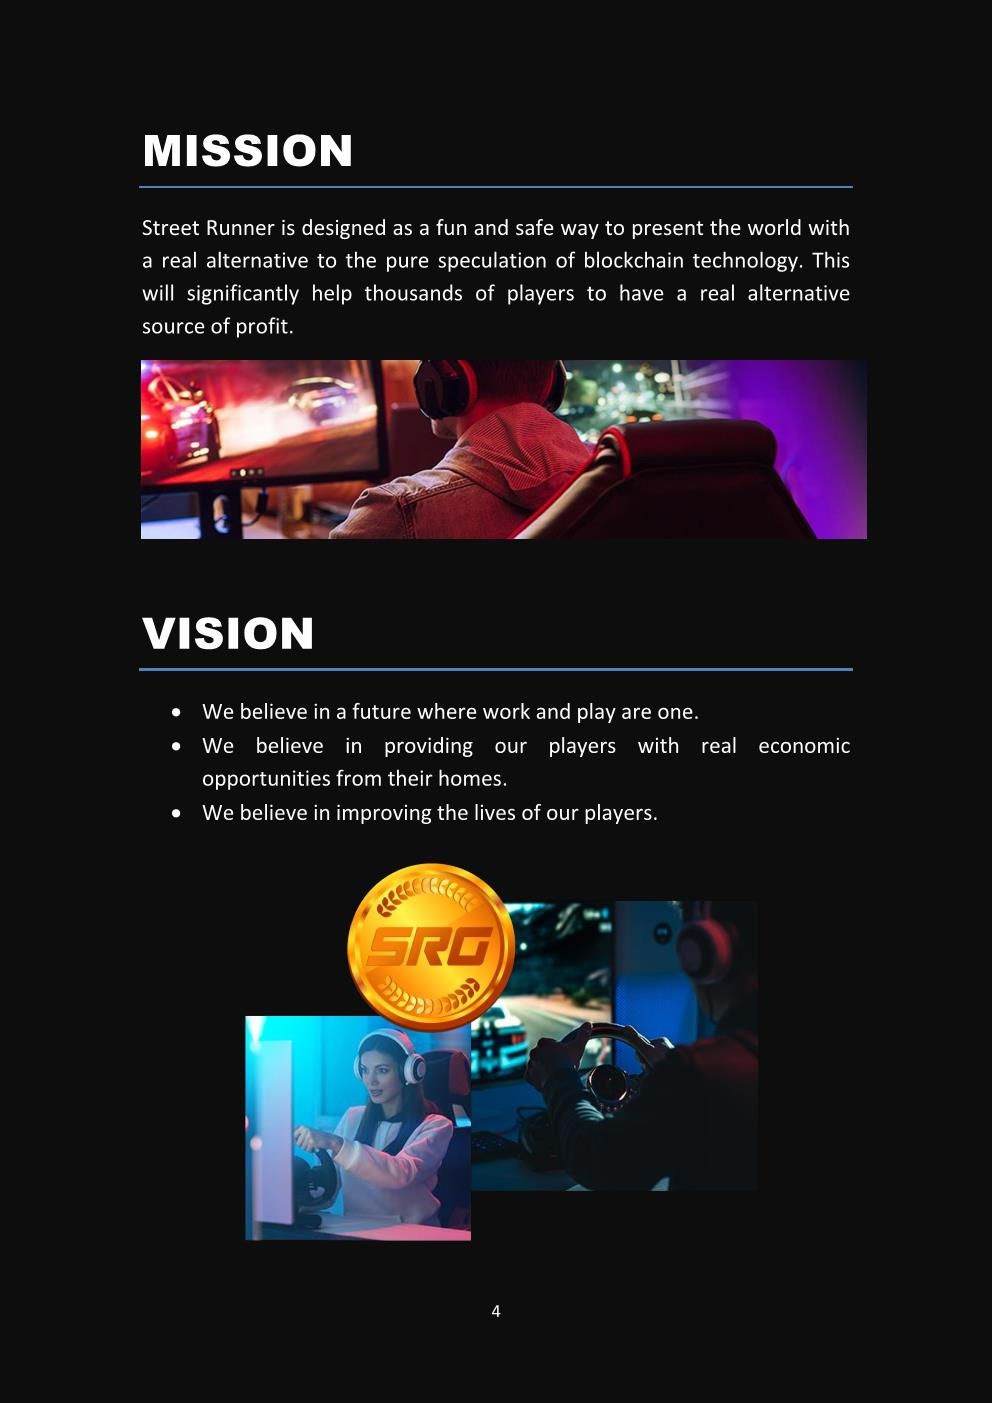 MISSION
Street Runner is designed as a fun and safe way to present the world with
a real alternative to the pure speculation of blockchain technology. This
will significantly help thousands of players to have a real alternative
source of profit.
VISION
• We believe in a future where work and play are one.
• We believe in providing our players with real economic
opportunities from their homes.
• We believe in improving the lives of our players.
SRG
4